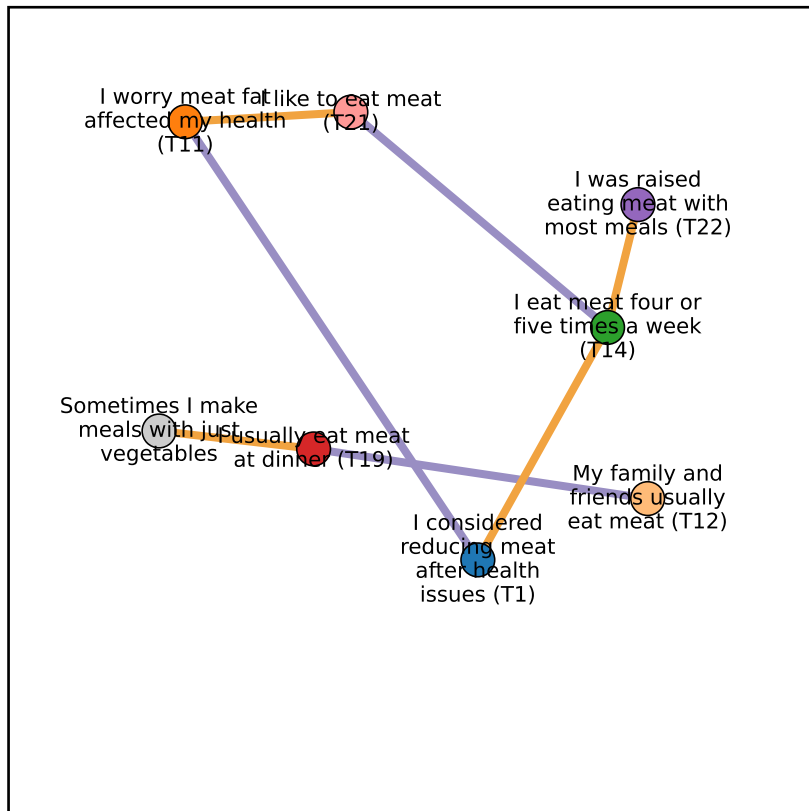 I worry meat fat
affected my health
(T11)
I like to eat meat
(T21)
I was raised
eating meat with
most meals (T22)
I eat meat four or
five times a week
(T14)
Sometimes I make
meals with just
vegetables
I usually eat meat
at dinner (T19)
My family and
friends usually
eat meat (T12)
I considered
reducing meat
after health
issues (T1)